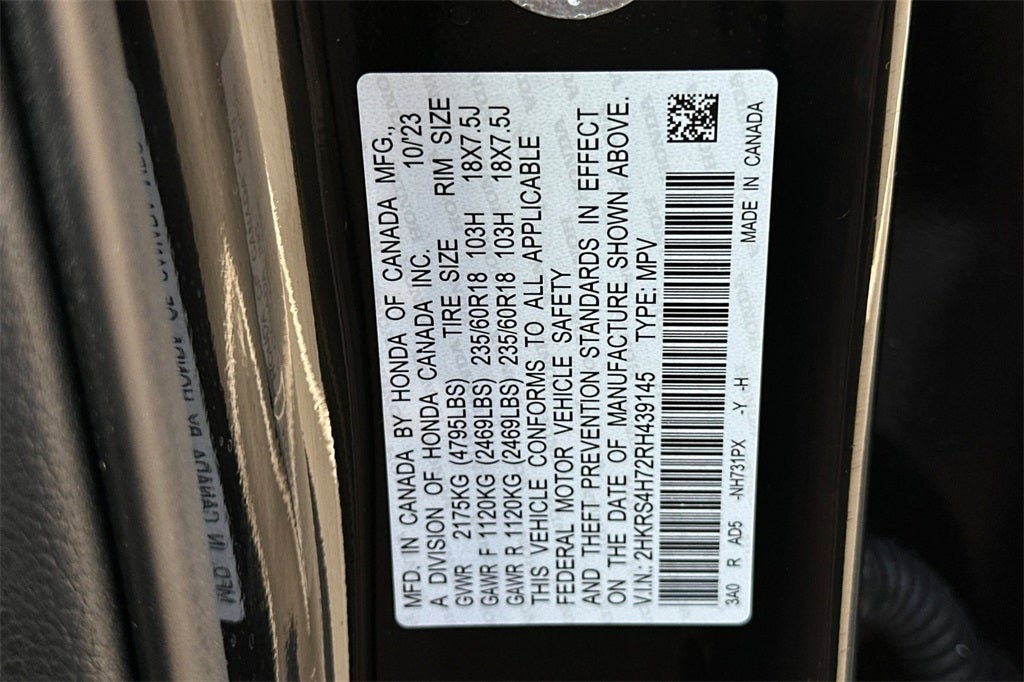 MFD. IN CANADA BY HONDA OF CANADA MFG.,
A DIVISION OF HONDA CANADA INC. 10/'23
GVWR 2175KG (4795LBS) TIRE SIZE RIM SIZE
GAWR F 1120KG (2469LBS) 235/60R18 103H 18X7.5J
GAWR R 1120KG (2469LBS) 235/60R18 103H 18X7.5J
THIS VEHICLE CONFORMS TO ALL APPLICABLE
FEDERAL MOTOR VEHICLE SAFETY
AND THEFT PREVENTION STANDARDS IN EFFECT
ON THE DATE OF MANUFACTURE SHOWN ABOVE.
V.I.N.: 2HKRS4H72RH439145 TYPE: MPV
3A0 R AD5 -NH731PX -Y -H MADE IN CANADA